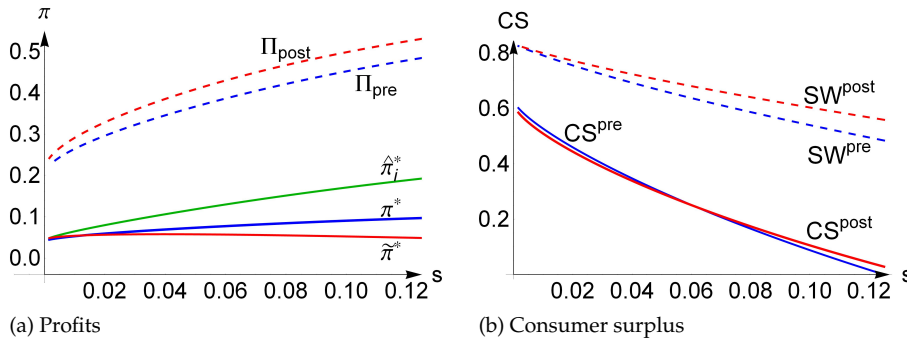 π
0.5
0.4
0.3
0.2
0.1
0.0
Π_post
Π_pre
π̂*_i
π*
π̃*
0.02 0.04 0.06 0.08 0.10 0.12 s
(a) Profits
CS
0.8
0.6
0.4
0.2
SW^post
SW^pre
CS^pre
CS^post
0.02 0.04 0.06 0.08 0.10 0.12 s
(b) Consumer surplus